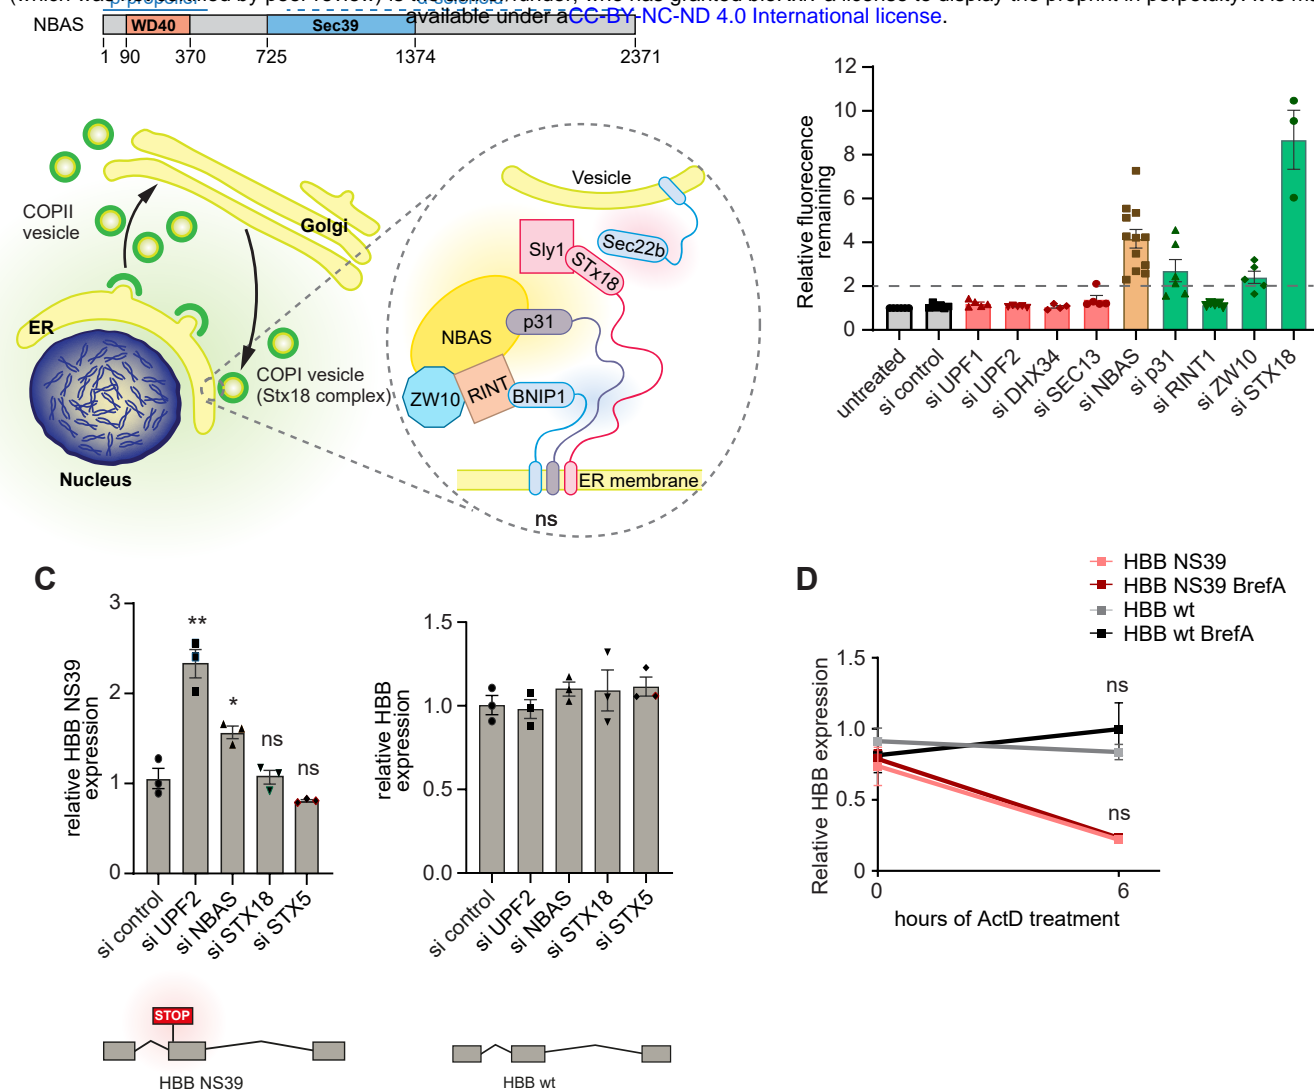 available under aCC-BY-NC-ND 4.0 International license.
NBAS
WD40
Sec39
1 90 370 725 1374 2371
COPII
vesicle
Golgi
ER
COPI vesicle
(Stx18 complex)
Nucleus
Vesicle
Sly1
STx18
Sec22b
NBAS
p31
ZW10
RINT
BNIP1
ER membrane
ns
Relative fluorecence
remaining
12
10
8
6
4
2
0
untreated
si control
si UPF1
si UPF2
si DHX34
si SEC13
si NBAS
si p31
si RINT1
si ZW10
si STX18
C
relative HBB NS39
expression
3
2
1
0
**
*
ns
ns
si control
si UPF2
si NBAS
si STX18
si STX5
STOP
HBB NS39
relative HBB
expression
1.5
1.0
0.5
0.0
si control
si UPF2
si NBAS
si STX18
si STX5
HBB wt
D
HBB NS39
HBB NS39 BrefA
HBB wt
HBB wt BrefA
Relative HBB expression
1.5
1.0
0.5
0
ns
ns
0 6
hours of ActD treatment